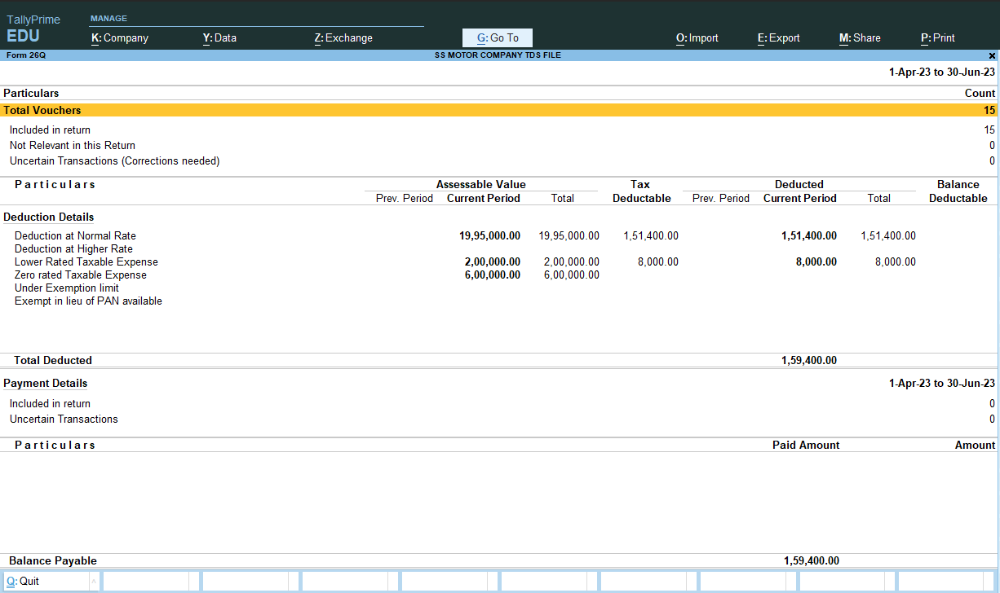 TallyPrime MANAGE
EDU K: Company Y: Data Z: Exchange G: Go To O: Import E: Export M: Share P: Print
Form 26Q SS MOTOR COMPANY TDS FILE ×
1-Apr-23 to 30-Jun-23
Particulars Count
Total Vouchers 15
Included in return 15
Not Relevant in this Return 0
Uncertain Transactions (Corrections needed) 0
Particulars Assessable Value Tax Deducted Balance
Prev. Period Current Period Total Deductable Prev. Period Current Period Total Deductable
Deduction Details
Deduction at Normal Rate 19,95,000.00 19,95,000.00 1,51,400.00 1,51,400.00 1,51,400.00
Deduction at Higher Rate
Lower Rated Taxable Expense 2,00,000.00 2,00,000.00 8,000.00 8,000.00 8,000.00
Zero rated Taxable Expense 6,00,000.00 6,00,000.00
Under Exemption limit
Exempt in lieu of PAN available
Total Deducted 1,59,400.00
Payment Details 1-Apr-23 to 30-Jun-23
Included in return 0
Uncertain Transactions 0
Particulars Paid Amount Amount
Balance Payable 1,59,400.00
Q: Quit